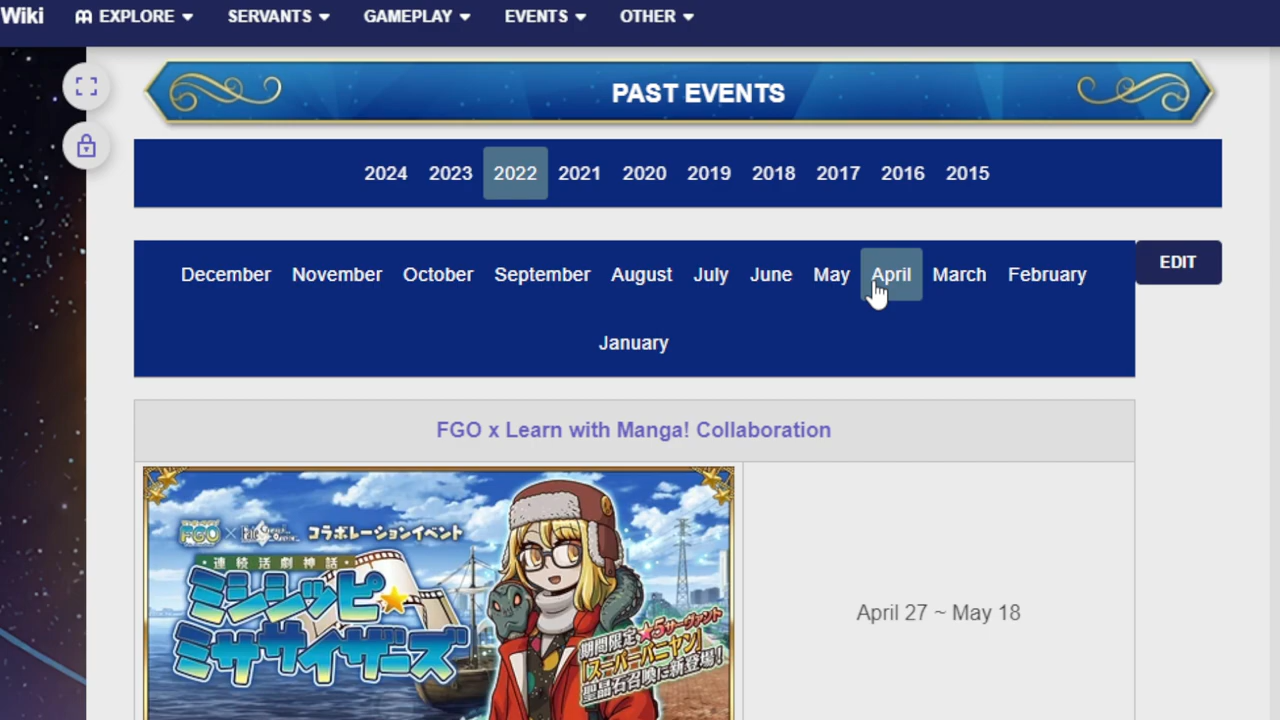 Wiki EXPLORE SERVANTS GAMEPLAY EVENTS OTHER
PAST EVENTS
2024 2023 2022 2021 2020 2019 2018 2017 2016 2015
December November October September August July June May April March February
January
EDIT
FGO x Learn with Manga! Collaboration
FGO × コラボレーションイベント
・連続活劇神話・
ミシシッピ
ミササイザーズ
期間限定★5サーヴァント
「スーパーバニヤン」
聖晶石召喚に新登場!
April 27 ~ May 18